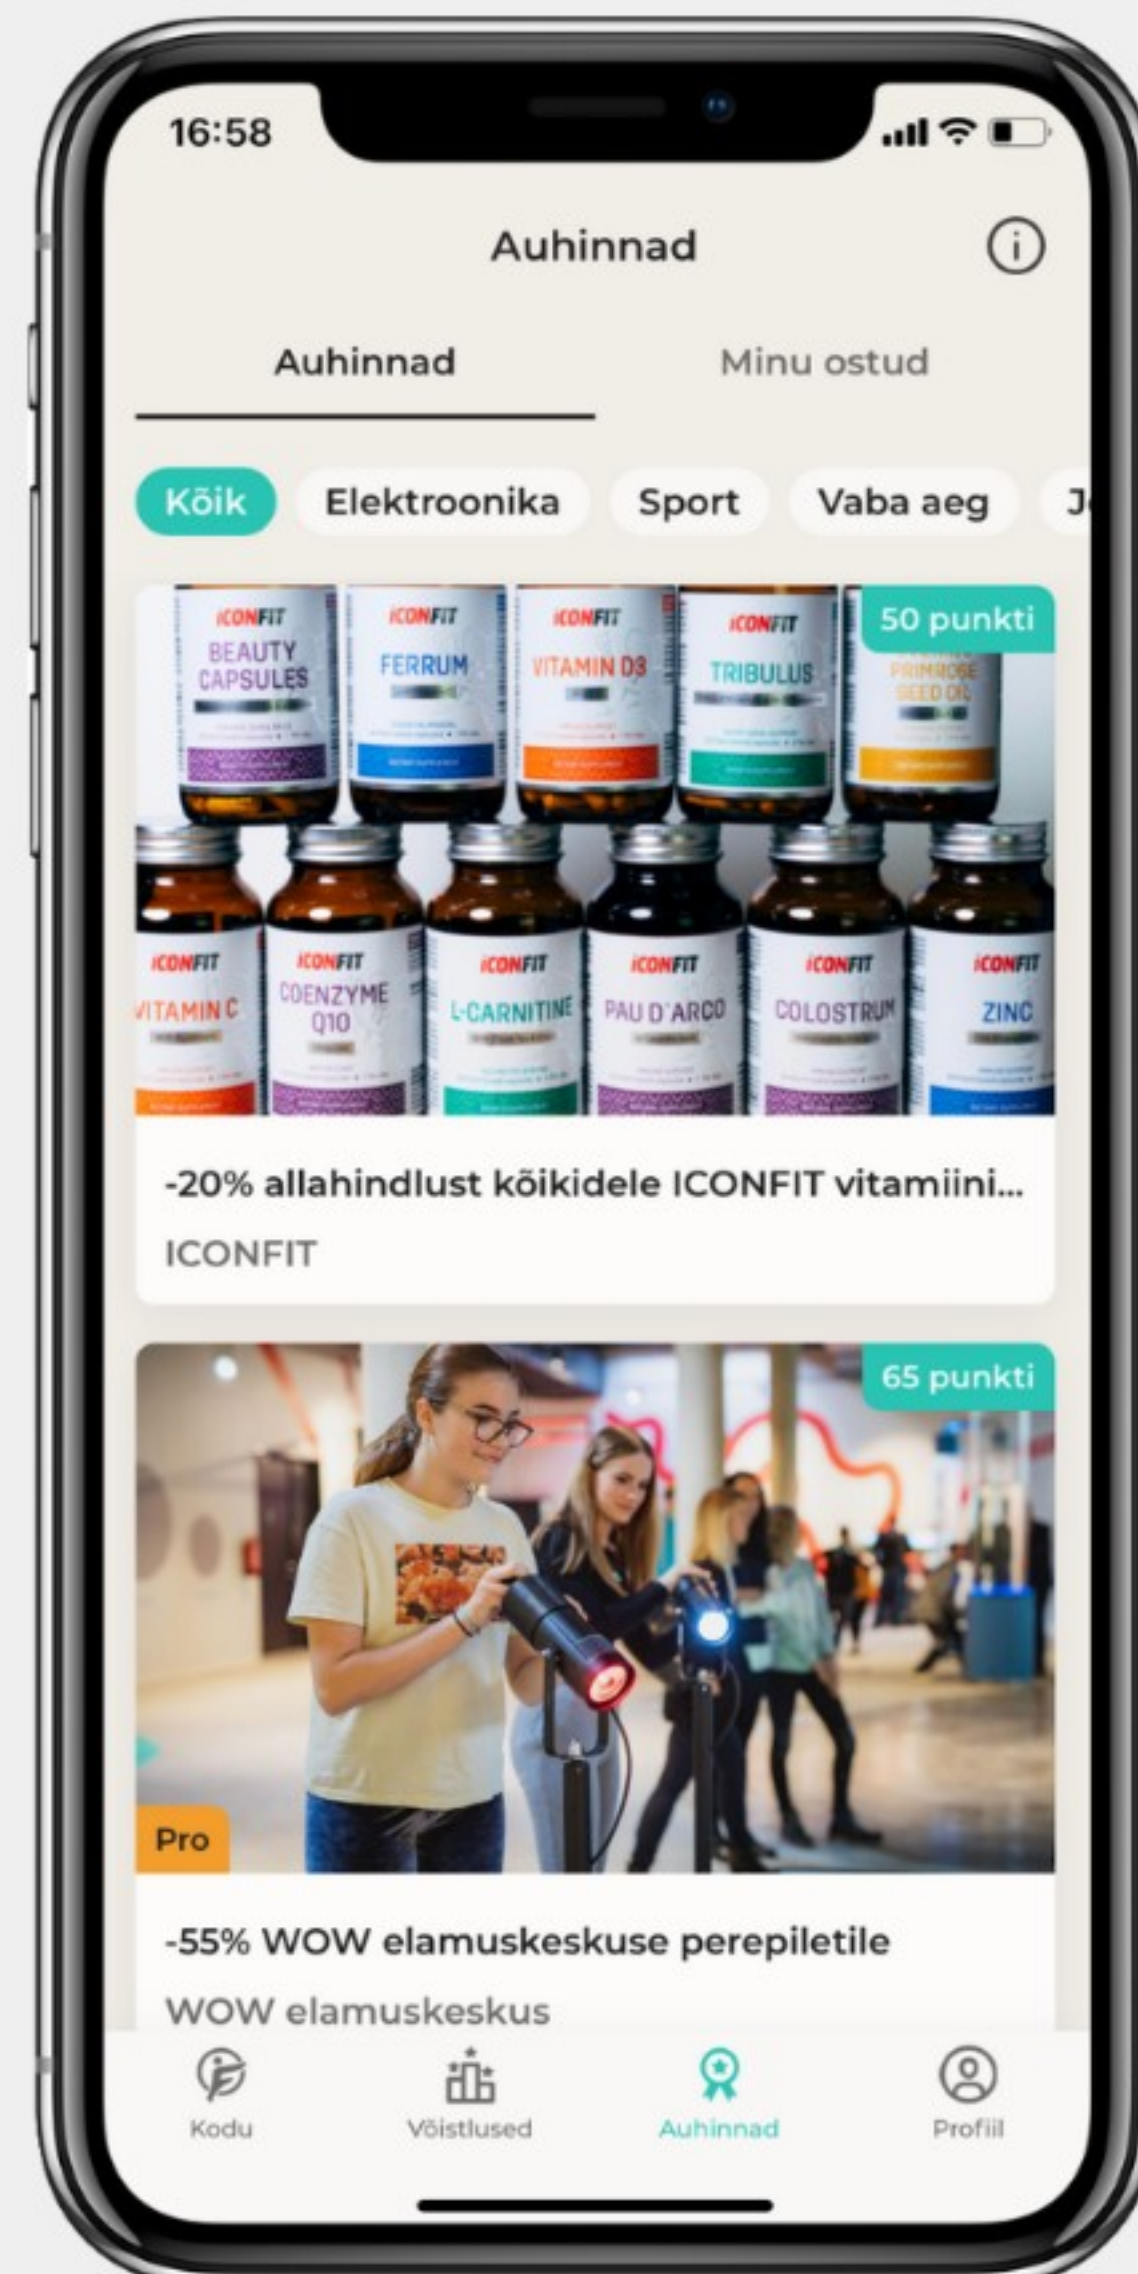 16:58
Auhinnad
Auhinnad
Minu ostud
Kõik
Elektroonika
Sport
Vaba aeg
50 punkti
ICONFIT
BEAUTY
CAPSULES
ICONFIT
FERRUM
ICONFIT
VITAMIN D3
ICONFIT
TRIBULUS
PRIMROSE
SEED OIL
ICONFIT
VITAMIN C
ICONFIT
COENZYME
Q10
ICONFIT
L-CARNITINE
ICONFIT
PAU D'ARCO
ICONFIT
COLOSTRUM
ICONFIT
ZINC
-20% allahindlust kõikidele ICONFIT vitamiini...
ICONFIT
65 punkti
Pro
-55% WOW elamuskeskuse perepiletile
WOW elamuskeskus
Kodu
Võistlused
Auhinnad
Profiil